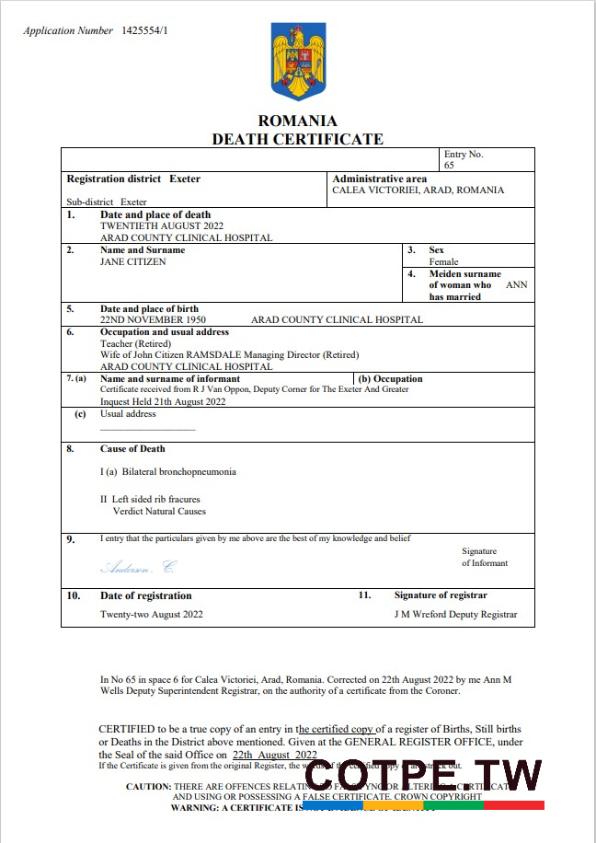 Application Number 1425554/1
ROMANIA
DEATH CERTIFICATE
Entry No.
65
Registration district Exeter
Sub-district Exeter
Administrative area
CALEA VICTORIEI, ARAD, ROMANIA
1. Date and place of death
TWENTIETH AUGUST 2022
ARAD COUNTY CLINICAL HOSPITAL
2. Name and Surname
JANE CITIZEN
3. Sex
Female
4. Meiden surname
of woman who ANN
has married
5. Date and place of birth
22ND NOVEMBER 1950 ARAD COUNTY CLINICAL HOSPITAL
6. Occupation and usual address
Teacher (Retired)
Wife of John Citizen RAMSDALE Managing Director (Retired)
ARAD COUNTY CLINICAL HOSPITAL
7. (a) Name and surname of informant (b) Occupation
Certificate received from R J Van Oppon, Deputy Corner for The Exeter And Greater
Inquest Held 21th August 2022
(c) Usual address
8. Cause of Death
I (a) Bilateral bronchopneumonia
II Left sided rib fracures
Verdict Natural Causes
9. I entry that the particulars given by me above are the best of my knowledge and belief
Anderson. C.
Signature
of Informant
10. Date of registration 11. Signature of registrar
Twenty-two August 2022 J M Wreford Deputy Registrar
In No 65 in space 6 for Calea Victoriei, Arad, Romania. Corrected on 22th August 2022 by me Ann M
Wells Deputy Superintendent Registrar, on the authority of a certificate from the Coroner.
CERTIFIED to be a true copy of an entry in the certified copy of a register of Births, Still births
or Deaths in the District above mentioned. Given at the GENERAL REGISTER OFFICE, under
the Seal of the said Office on 22th August 2022
If the Certificate is given from the original Register, the
COTPE.TW
CAUTION: THERE ARE OFFENCES
AND USING OR POSSESSING A FALSE CERTIFICATE. CROWN COPYRIGHT
WARNING: A CERTIFICATE IS